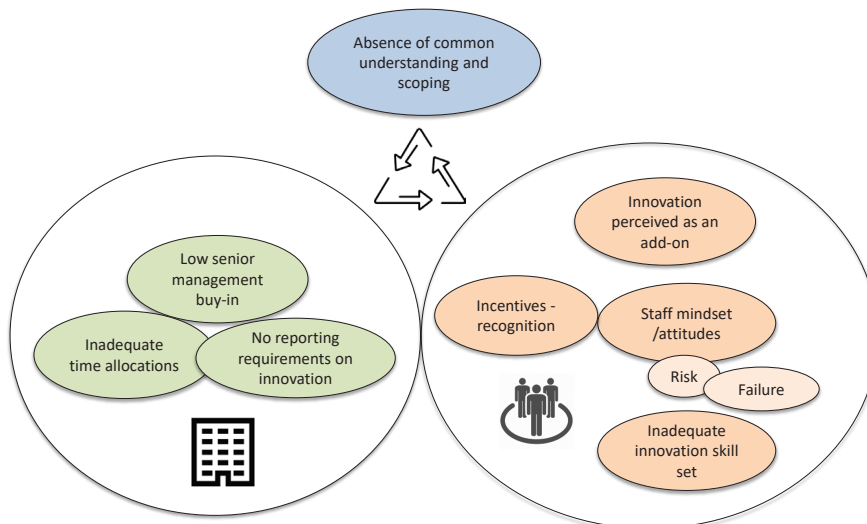 Absence of common
understanding and
scoping
Low senior
management
buy-in
Inadequate
time allocations
No reporting
requirements on
innovation
Innovation
perceived as an
add-on
Incentives -
recognition
Staff mindset
/attitudes
Risk
Failure
Inadequate
innovation skill
set